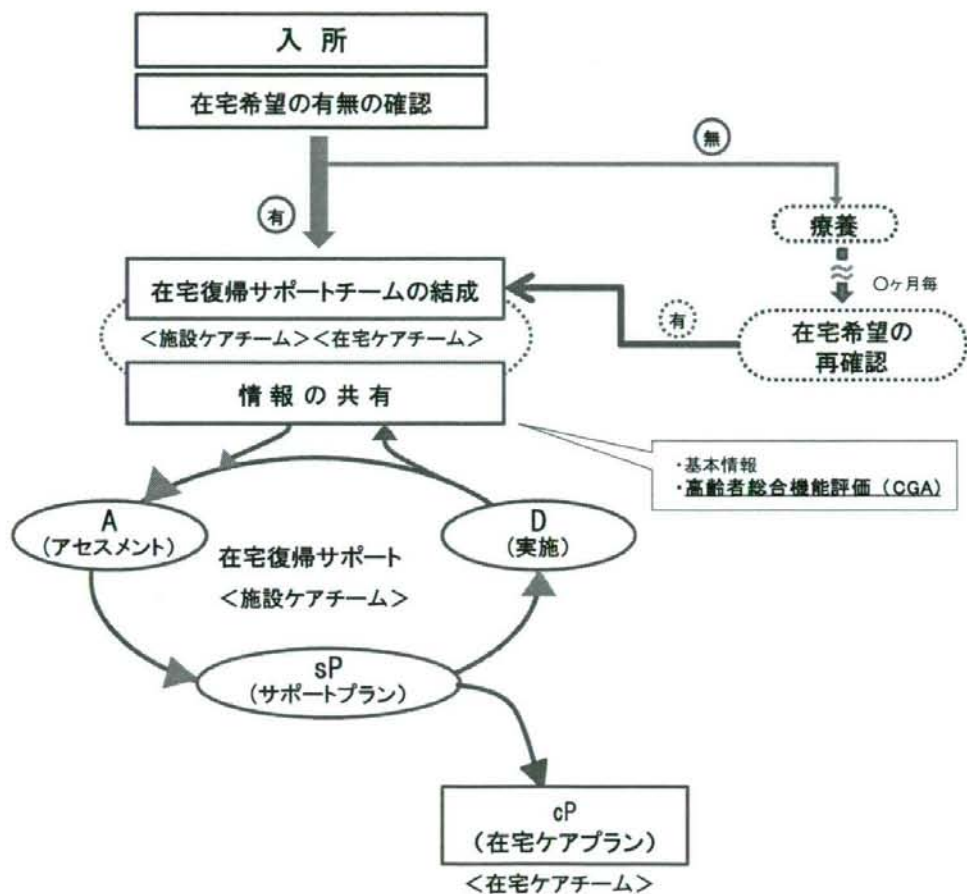 入 所
在宅希望の有無の確認
無
有
療養
〇ヶ月毎
在宅復帰サポートチームの結成
<施設ケアチーム><在宅ケアチーム>
有
在宅希望の
再確認
情 報 の 共 有
・基本情報
・高齢者総合機能評価（CGA）
A
(アセスメント)
D
(実施)
在宅復帰サポート
<施設ケアチーム>
sP
(サポートプラン)
cP
(在宅ケアプラン)
<在宅ケアチーム>